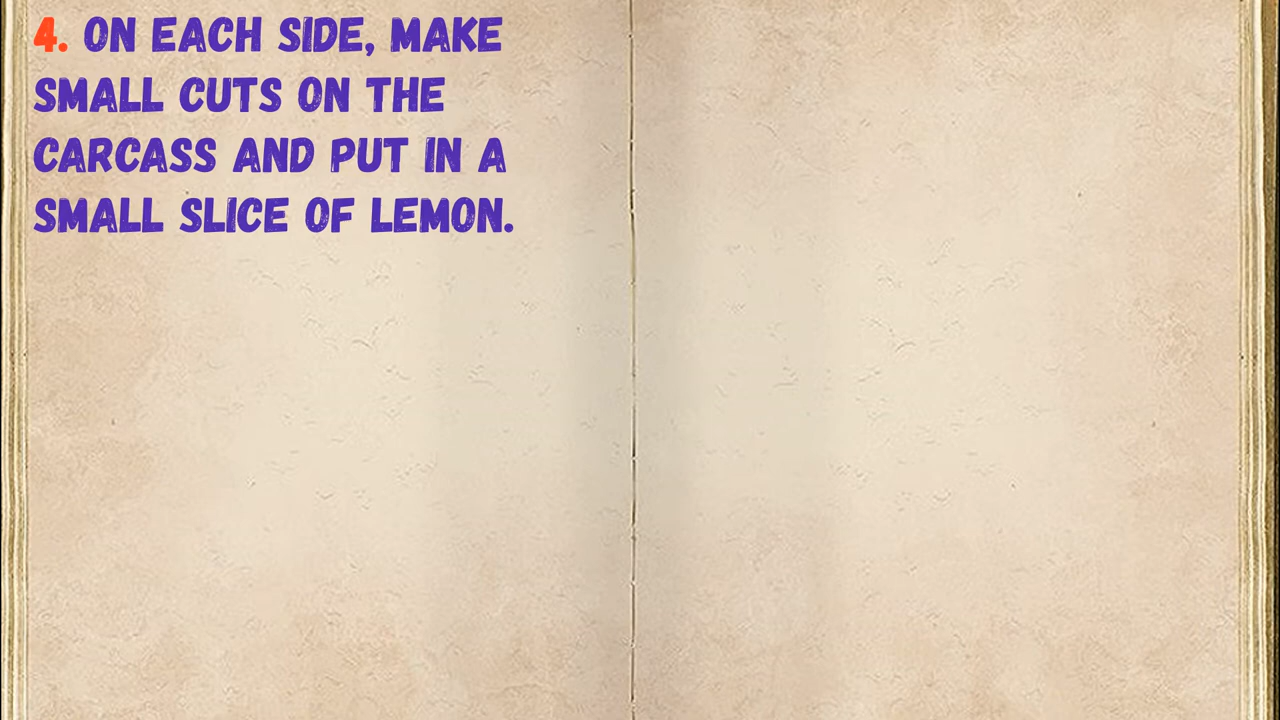 4. ON EACH SIDE, MAKE
SMALL CUTS ON THE
CARCASS AND PUT IN A
SMALL SLICE OF LEMON.